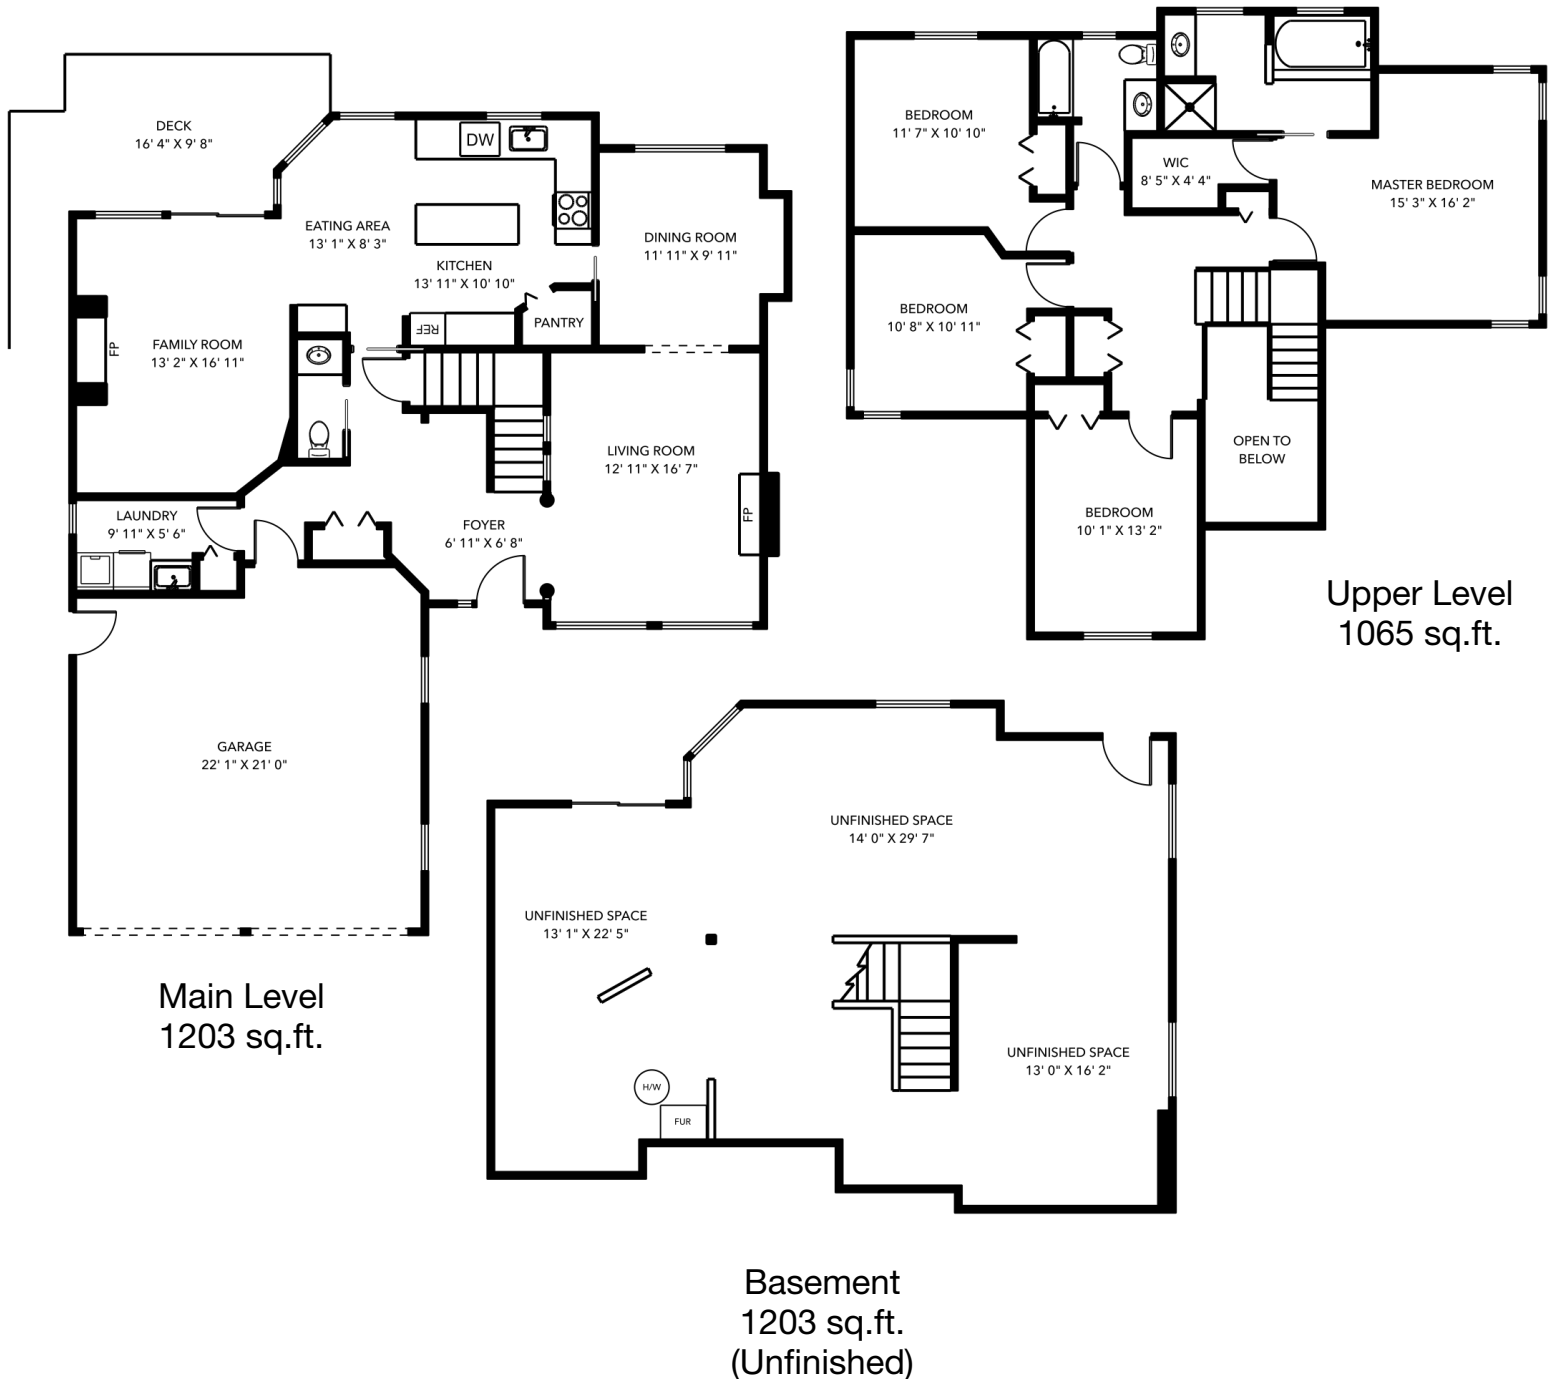 DECK
16' 4" X 9' 8"
DW
EATING AREA
13' 1" X 8' 3"
KITCHEN
13' 11" X 10' 10"
DINING ROOM
11' 11" X 9' 11"
REF
PANTRY
FP
FAMILY ROOM
13' 2" X 16' 11"
LIVING ROOM
12' 11" X 16' 7"
FP
LAUNDRY
9' 11" X 5' 6"
FOYER
6' 11" X 6' 8"
GARAGE
22' 1" X 21' 0"
Main Level
1203 sq.ft.
BEDROOM
11' 7" X 10' 10"
WIC
8' 5" X 4' 4"
MASTER BEDROOM
15' 3" X 16' 2"
BEDROOM
10' 8" X 10' 11"
OPEN TO
BELOW
BEDROOM
10' 1" X 13' 2"
Upper Level
1065 sq.ft.
UNFINISHED SPACE
14' 0" X 29' 7"
UNFINISHED SPACE
13' 1" X 22' 5"
UNFINISHED SPACE
13' 0" X 16' 2"
H/W
FUR
Basement
1203 sq.ft.
(Unfinished)